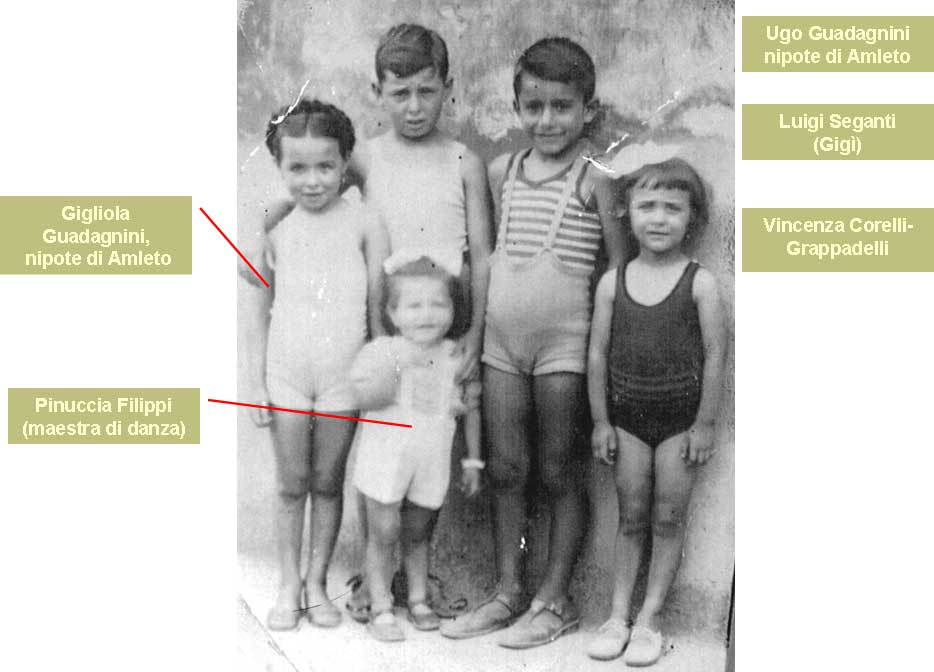 Gigliola
Guadagnini,
nipote di Amleto
Pinuccia Filippi
(maestra di danza)
Ugo Guadagnini
nipote di Amleto
Luigi Seganti
(Gigì)
Vincenza Corelli-
Grappadelli